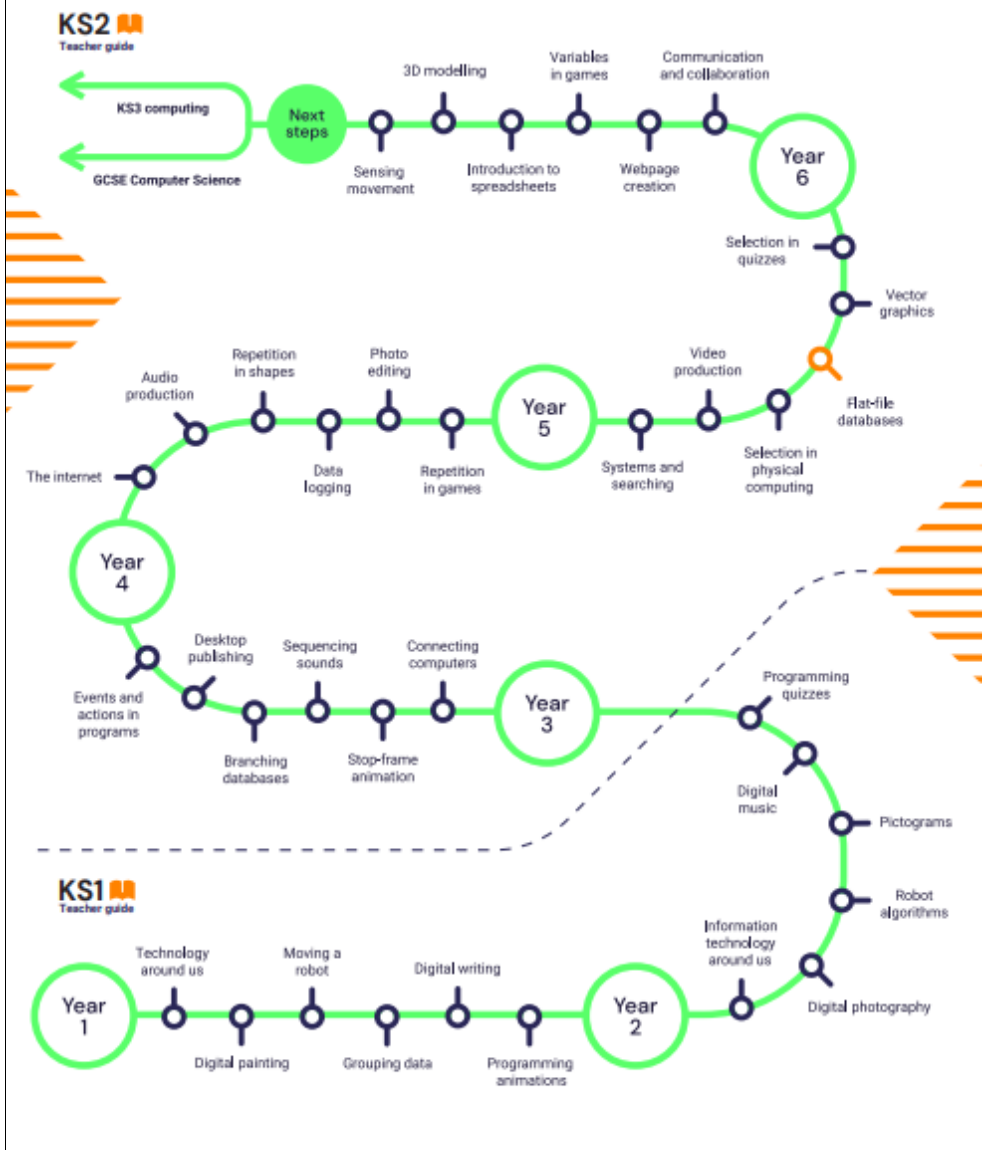 KS2
Teacher guide
KS3 computing
GCSE Computer Science
Next
steps
Sensing
movement
3D modelling
Introduction to
spreadsheets
Variables
in games
Webpage
creation
Communication
and collaboration
Year
6
Selection in
quizzes
Vector
graphics
Flat-file
databases
Selection in
physical
computing
Video
production
Systems and
searching
Year
5
Repetition
in games
Photo
editing
Data
logging
Repetition
in shapes
Audio
production
The internet
Year
4
Events and
actions in
programs
Desktop
publishing
Branching
databases
Sequencing
sounds
Stop-frame
animation
Connecting
computers
Year
3
Programming
quizzes
Digital
music
Pictograms
Robot
algorithms
Digital photography
Information
technology
around us
KS1
Teacher guide
Year
1
Technology
around us
Digital painting
Moving a
robot
Grouping data
Digital writing
Programming
animations
Year
2